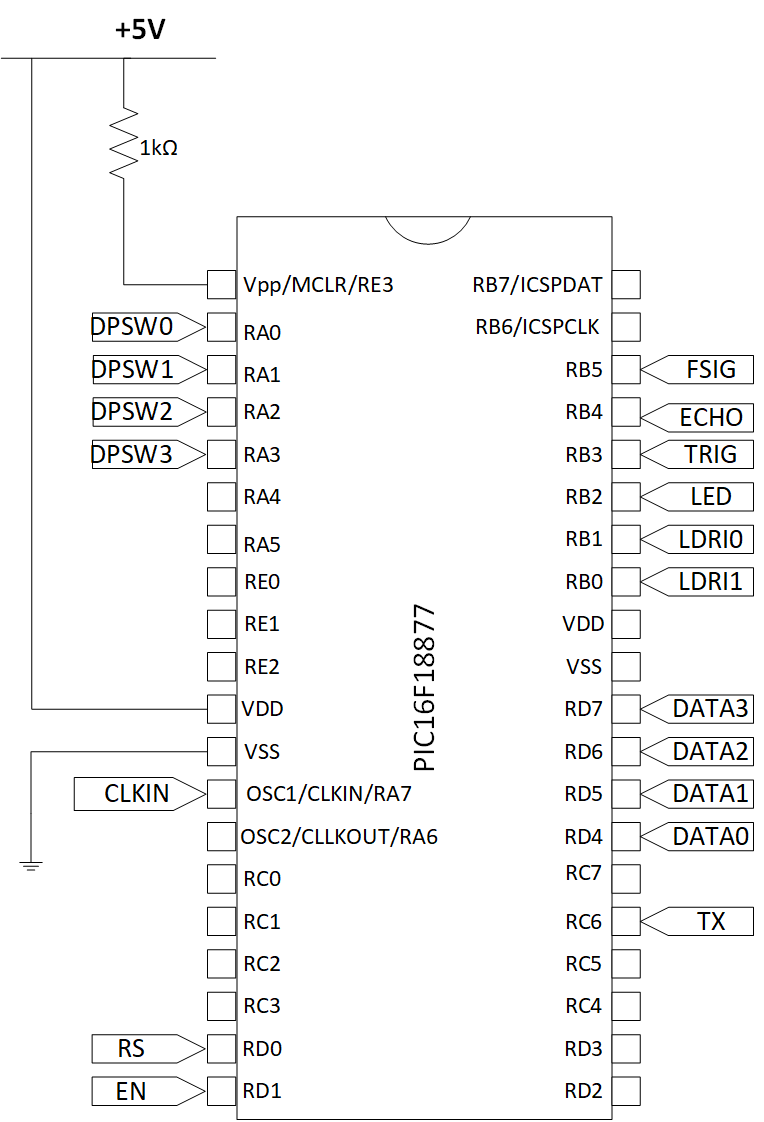 +5V
1kΩ
Vpp/MCLR/RE3 RB7/ICSPDAT
DPSW0 RA0 RB6/ICSPCLK
DPSW1 RA1 RB5 FSIG
DPSW2 RA2 RB4 ECHO
DPSW3 RA3 RB3 TRIG
RA4 RB2 LED
RA5 RB1 LDRI0
RE0 RB0 LDRI1
RE1 VDD
RE2 VSS
PIC16F18877
VDD RD7 DATA3
VSS RD6 DATA2
CLKIN OSC1/CLKIN/RA7 RD5 DATA1
OSC2/CLLKOUT/RA6 RD4 DATA0
RC0 RC7
RC1 RC6 TX
RC2 RC5
RC3 RC4
RS RD0 RD3
EN RD1 RD2